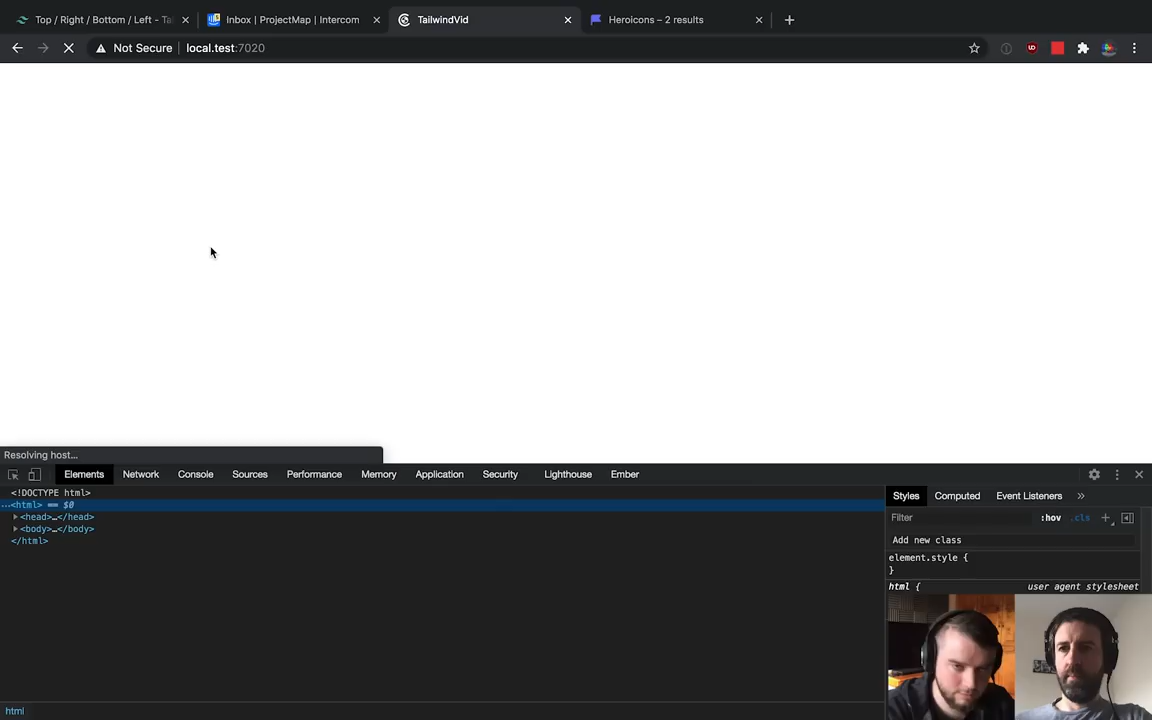 Top / Right / Bottom / Left - Tai
Inbox | ProjectMap | Intercom
TailwindVid
Heroicons – 2 results
Not Secure
local.test:7020
Resolving host...
Elements
Network
Console
Sources
Performance
Memory
Application
Security
Lighthouse
Ember
<!DOCTYPE html>
...<html> == $0
<head>…</head>
<body>…</body>
</html>
html
Styles
Computed
Event Listeners
»
Filter
:hov
.cls
Add new class
element.style {
}
html {
user agent stylesheet